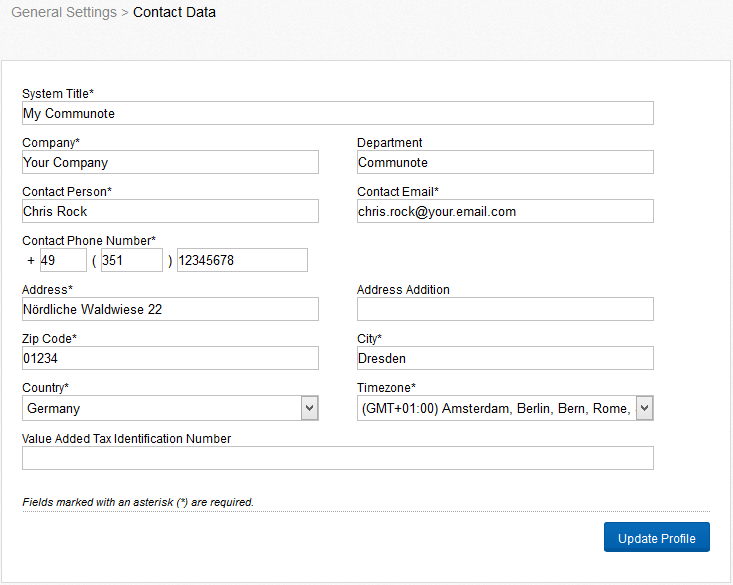 General Settings > Contact Data
System Title*
My Communote
Company* Department
Your Company Communote
Contact Person* Contact Email*
Chris Rock chris.rock@your.email.com
Contact Phone Number*
+ 49 ( 351 ) 12345678
Address* Address Addition
Nördliche Waldwiese 22
Zip Code* City*
01234 Dresden
Country* Timezone*
Germany (GMT+01:00) Amsterdam, Berlin, Bern, Rome,
Value Added Tax Identification Number
Fields marked with an asterisk (*) are required.
Update Profile